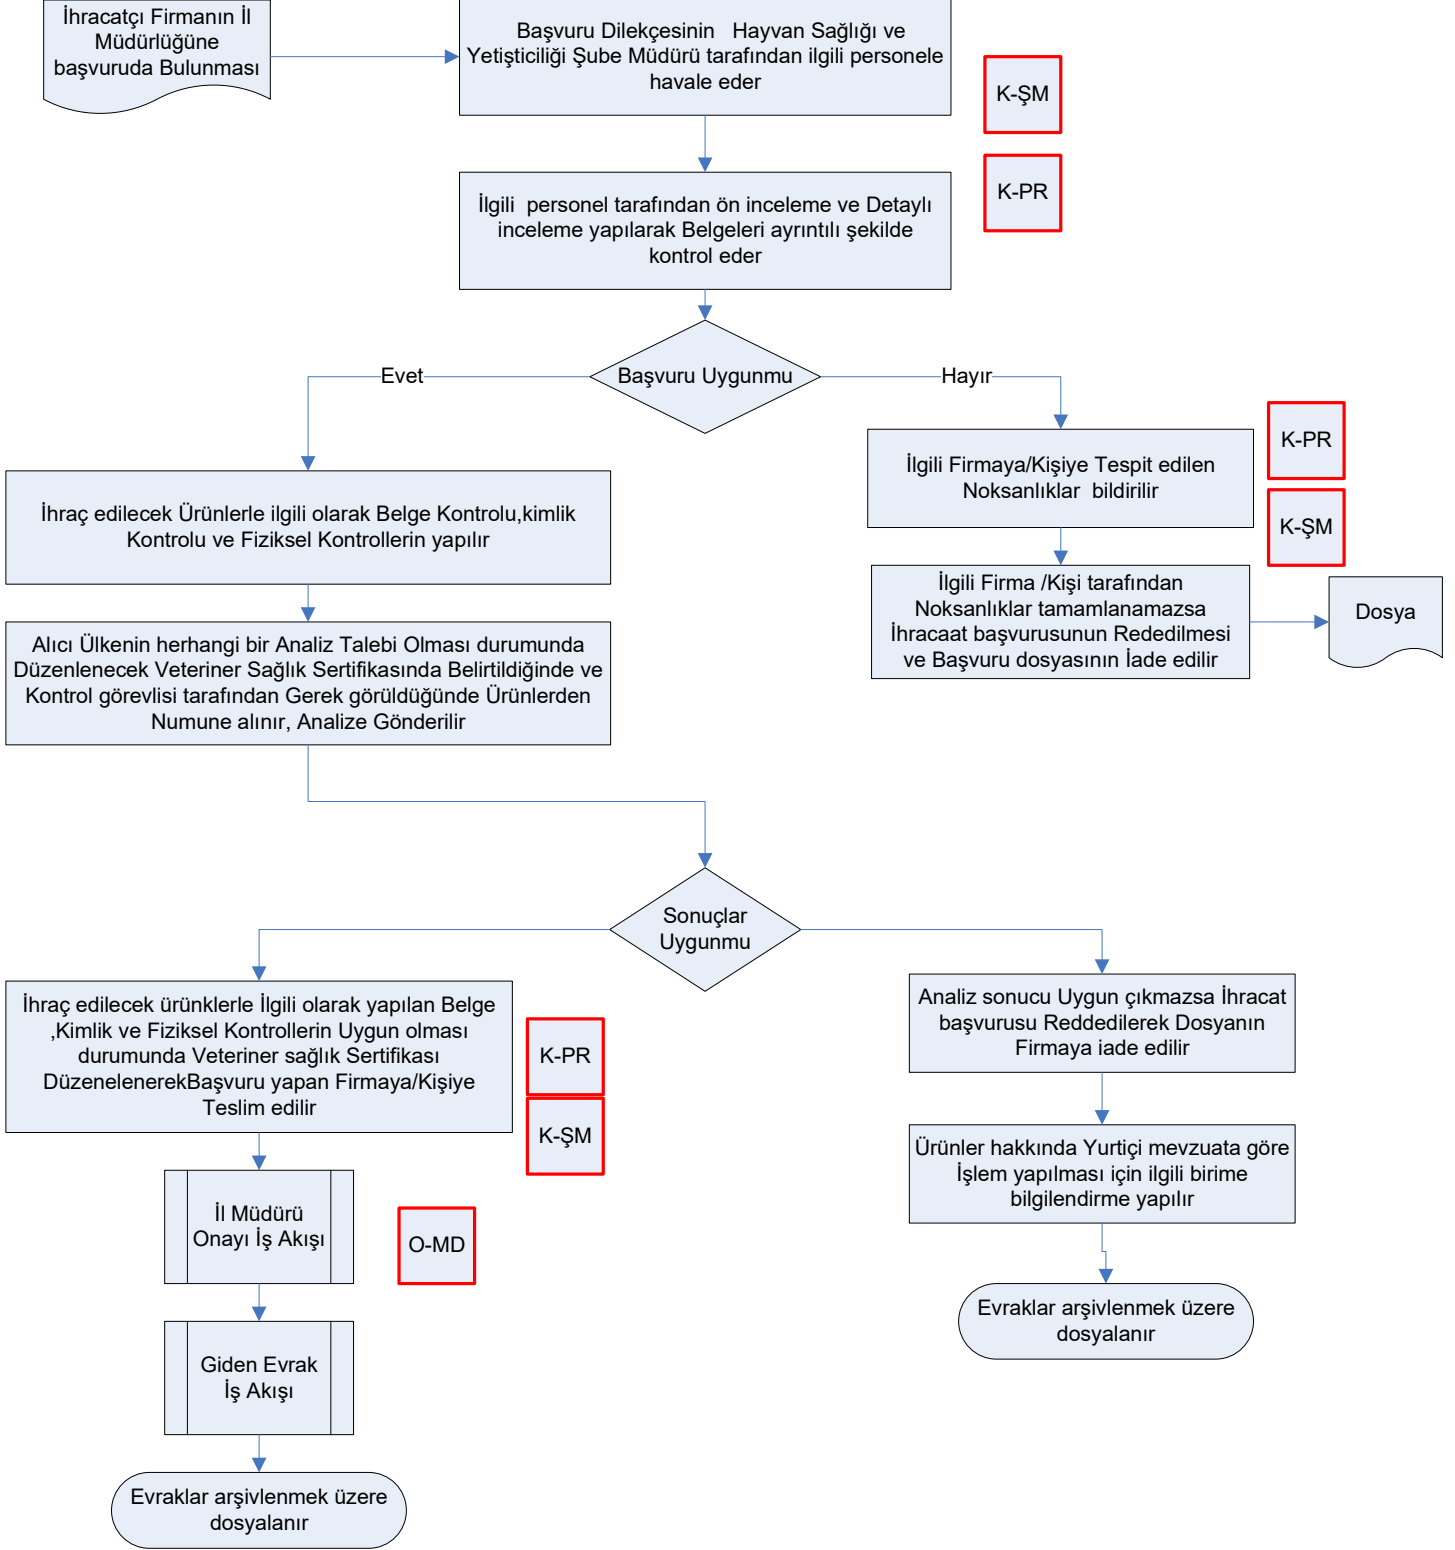 İhracatçı Firmanın İl
Müdürlüğüne
başvuruda Bulunması
Başvuru Dilekçesinin   Hayvan Sağlığı ve
Yetişticiliği Şube Müdürü tarafından ilgili personele
havale eder
K-ŞM
K-PR
İlgili  personel tarafından ön inceleme ve Detaylı
inceleme yapılarak Belgeleri ayrıntılı şekilde
kontrol eder
Başvuru Uygunmu
Evet
Hayır
İhraç edilecek Ürünlerle ilgili olarak Belge Kontrolu,kimlik
Kontrolu ve Fiziksel Kontrollerin yapılır
İlgili Firmaya/Kişiye Tespit edilen
Noksanlıklar  bildirilir
K-PR
K-ŞM
Alıcı Ülkenin herhangi bir Analiz Talebi Olması durumunda
Düzenlenecek Veteriner Sağlık Sertifikasında Belirtildiğinde ve
Kontrol görevlisi tarafından Gerek görüldüğünde Ürünlerden
Numune alınır, Analize Gönderilir
İlgili Firma /Kişi tarafından
Noksanlıklar tamamlanamazsa
İhracaat başvurusunun Rededilmesi
ve Başvuru dosyasının İade edilir
Dosya
Sonuçlar
Uygunmu
İhraç edilecek ürünklerle İlgili olarak yapılan Belge
,Kimlik ve Fiziksel Kontrollerin Uygun olması
durumunda Veteriner sağlık Sertifikası
DüzenelenerekBaşvuru yapan Firmaya/Kişiye
Teslim edilir
K-PR
K-ŞM
Analiz sonucu Uygun çıkmazsa İhracat
başvurusu Reddedilerek Dosyanın
Firmaya iade edilir
Ürünler hakkında Yurtiçi mevzuata göre
İşlem yapılması için ilgili birime
bilgilendirme yapılır
İl Müdürü
Onayı İş Akışı
O-MD
Evraklar arşivlenmek üzere
dosyalanır
Giden Evrak
İş Akışı
Evraklar arşivlenmek üzere
dosyalanır